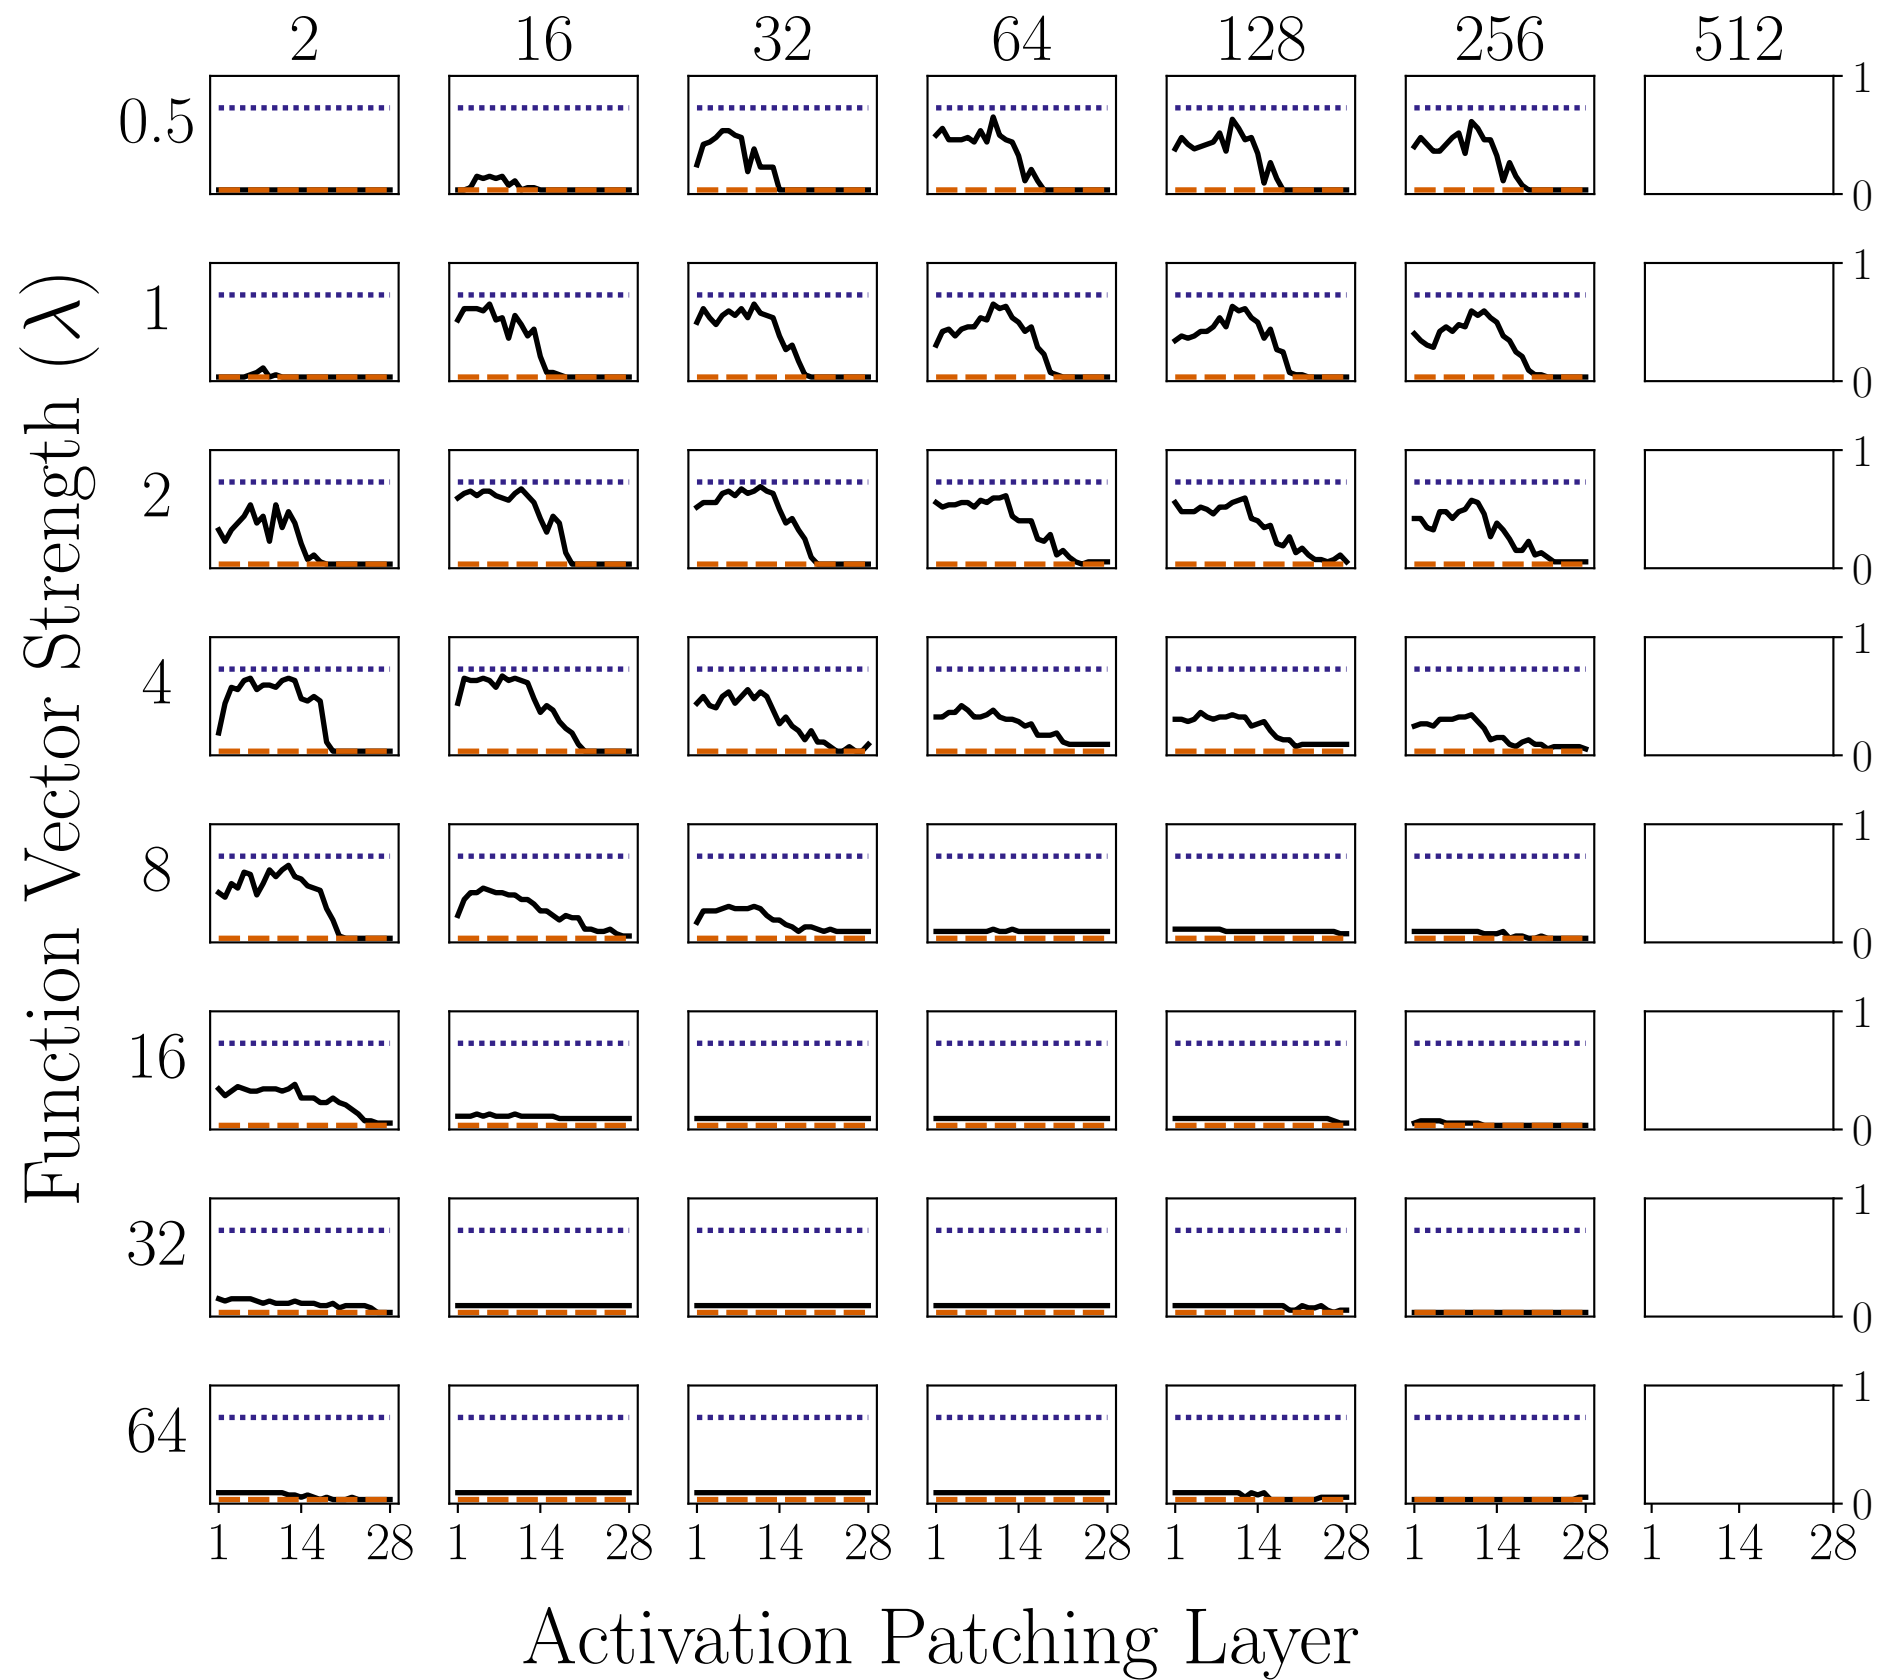 2 16 32 64 128 256 512
0.5 1 0
1 1 0
2 1 0
4 1 0
8 1 0
16 1 0
32 1 0
64 1 0
1 14 28 1 14 28 1 14 28 1 14 28 1 14 28 1 14 28 1 14 28
Function Vector Strength (λ)
Activation Patching Layer